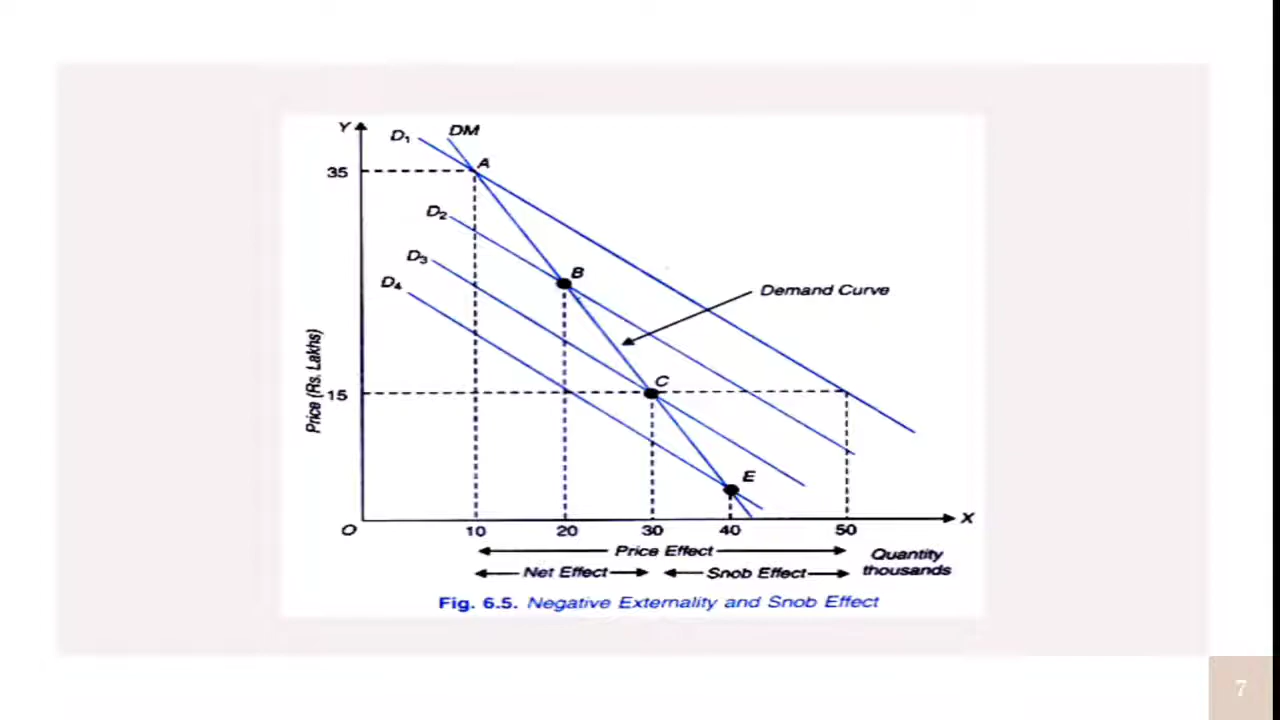 Y
D1
DM
A
35
D2
D3
B
D4
Demand Curve
Price (Rs. Lakhs)
C
15
E
O
10
20
30
40
50
X
Price Effect
Quantity
thousands
Net Effect
Snob Effect
Fig. 6.5. Negative Externality and Snob Effect
7